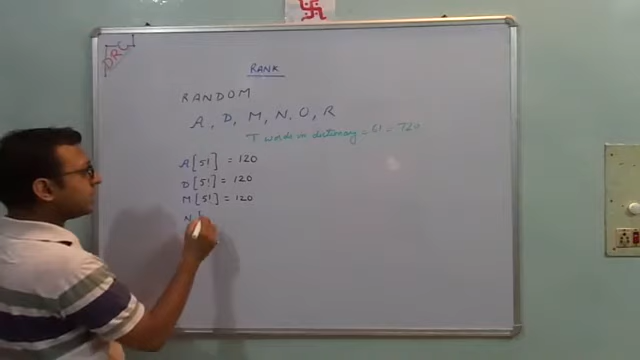 DRC
RANK
RANDOM
A, D, M, N, O, R
T words in dictionary = 6! = 720
A[5!] = 120
D[5!] = 120
M[5!] = 120
N [